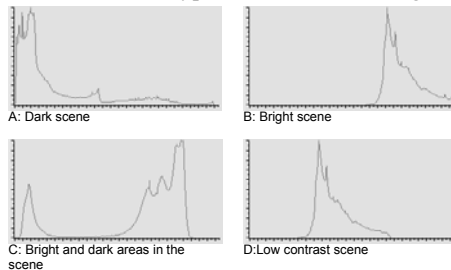 A: Dark scene
B: Bright scene
C: Bright and dark areas in the
scene
D:Low contrast scene